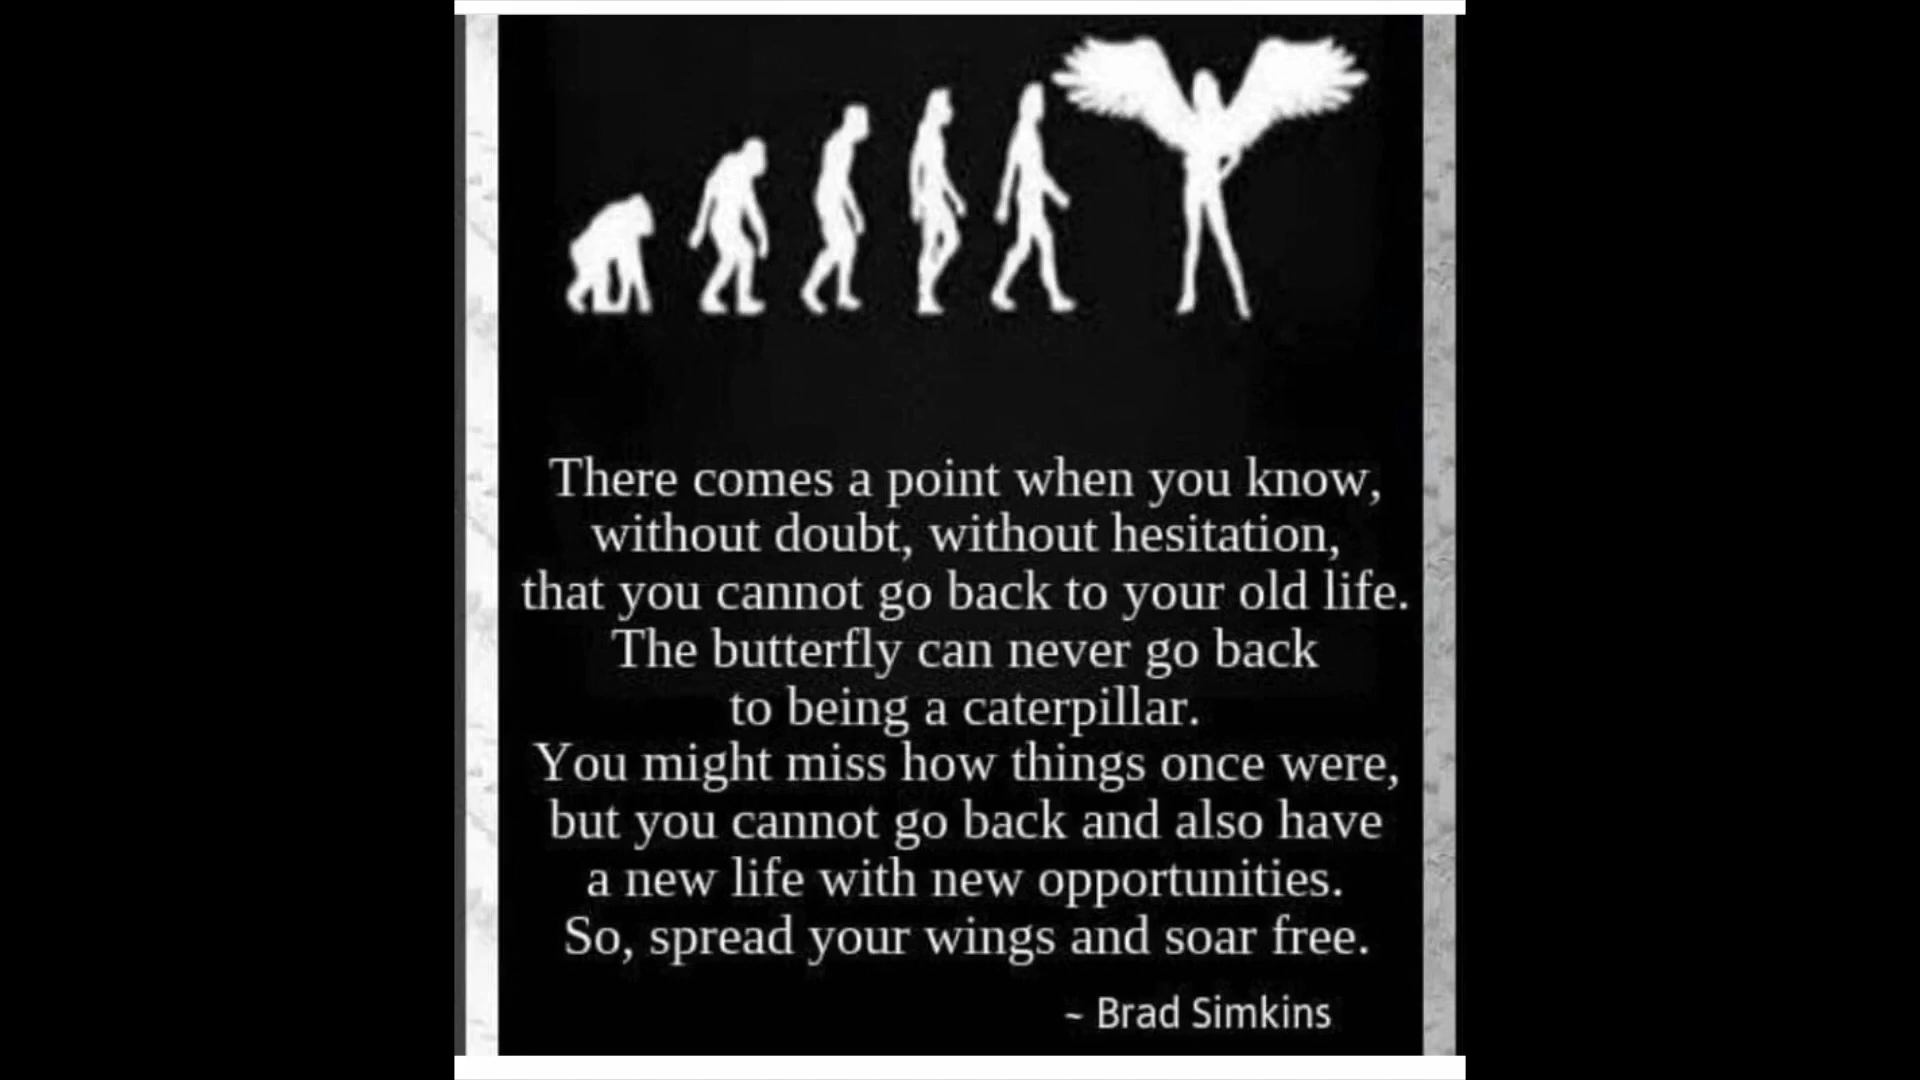 There comes a point when you know,
without doubt, without hesitation,
that you cannot go back to your old life.
The butterfly can never go back
to being a caterpillar.
You might miss how things once were,
but you cannot go back and also have
a new life with new opportunities.
So, spread your wings and soar free.
~ Brad Simkins